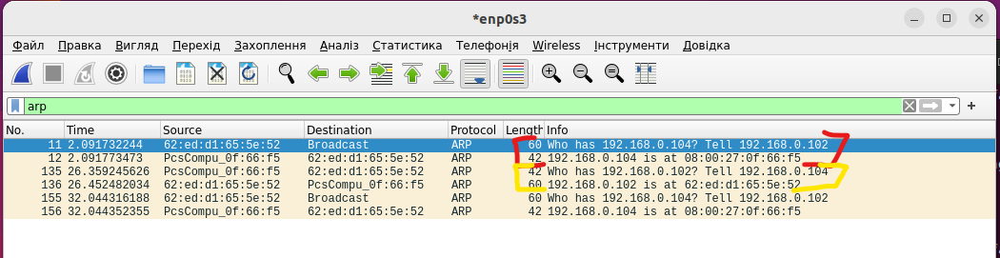 *enp0s3
Файл Правка Вигляд Перехід Захоплення Аналіз Статистика Телефонія Wireless Інструменти Довідка
arp
No. Time Source Destination Protocol Length Info
11 2.091732244 62:ed:d1:65:5e:52 Broadcast ARP 60 Who has 192.168.0.104? Tell 192.168.0.102
12 2.091773473 PcsCompu_0f:66:f5 62:ed:d1:65:5e:52 ARP 42 192.168.0.104 is at 08:00:27:0f:66:f5
135 26.359245626 PcsCompu_0f:66:f5 62:ed:d1:65:5e:52 ARP 42 Who has 192.168.0.102? Tell 192.168.0.104
136 26.452482034 62:ed:d1:65:5e:52 PcsCompu_0f:66:f5 ARP 60 192.168.0.102 is at 62:ed:d1:65:5e:52
155 32.044316188 62:ed:d1:65:5e:52 Broadcast ARP 60 Who has 192.168.0.104? Tell 192.168.0.102
156 32.044352355 PcsCompu_0f:66:f5 62:ed:d1:65:5e:52 ARP 42 192.168.0.104 is at 08:00:27:0f:66:f5